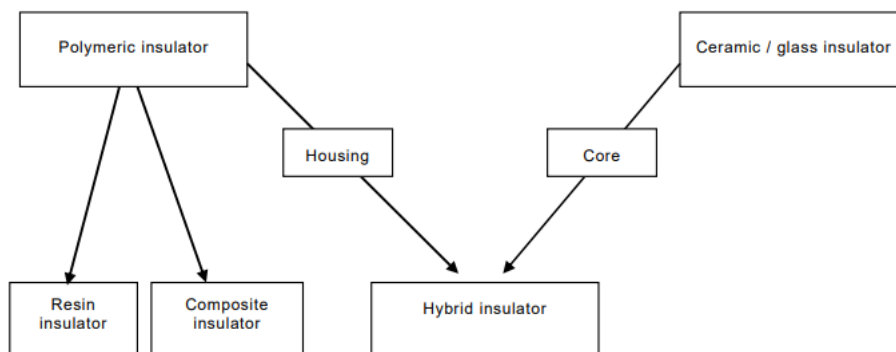 Polymeric insulator
Ceramic / glass insulator
Housing
Core
Resin
insulator
Composite
insulator
Hybrid insulator